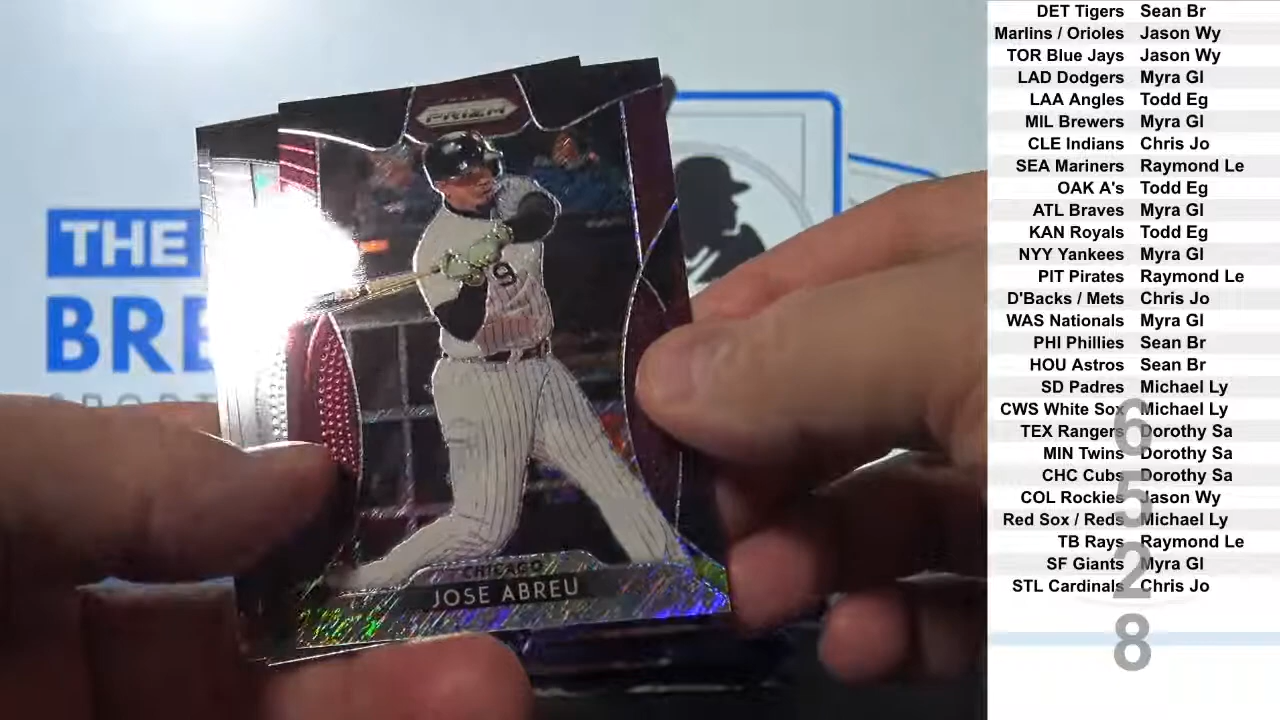 THE
BRE
PRIZM
9
CHICAGO
JOSE ABREU
DET Tigers Sean Br
Marlins / Orioles Jason Wy
TOR Blue Jays Jason Wy
LAD Dodgers Myra Gl
LAA Angles Todd Eg
MIL Brewers Myra Gl
CLE Indians Chris Jo
SEA Mariners Raymond Le
OAK A's Todd Eg
ATL Braves Myra Gl
KAN Royals Todd Eg
NYY Yankees Myra Gl
PIT Pirates Raymond Le
D'Backs / Mets Chris Jo
WAS Nationals Myra Gl
PHI Phillies Sean Br
HOU Astros Sean Br
SD Padres Michael Ly
CWS White Sox Michael Ly
TEX Rangers Dorothy Sa
MIN Twins Dorothy Sa
CHC Cubs Dorothy Sa
COL Rockies Jason Wy
Red Sox / Reds Michael Ly
TB Rays Raymond Le
SF Giants Myra Gl
STL Cardinals Chris Jo
6
5
2
8